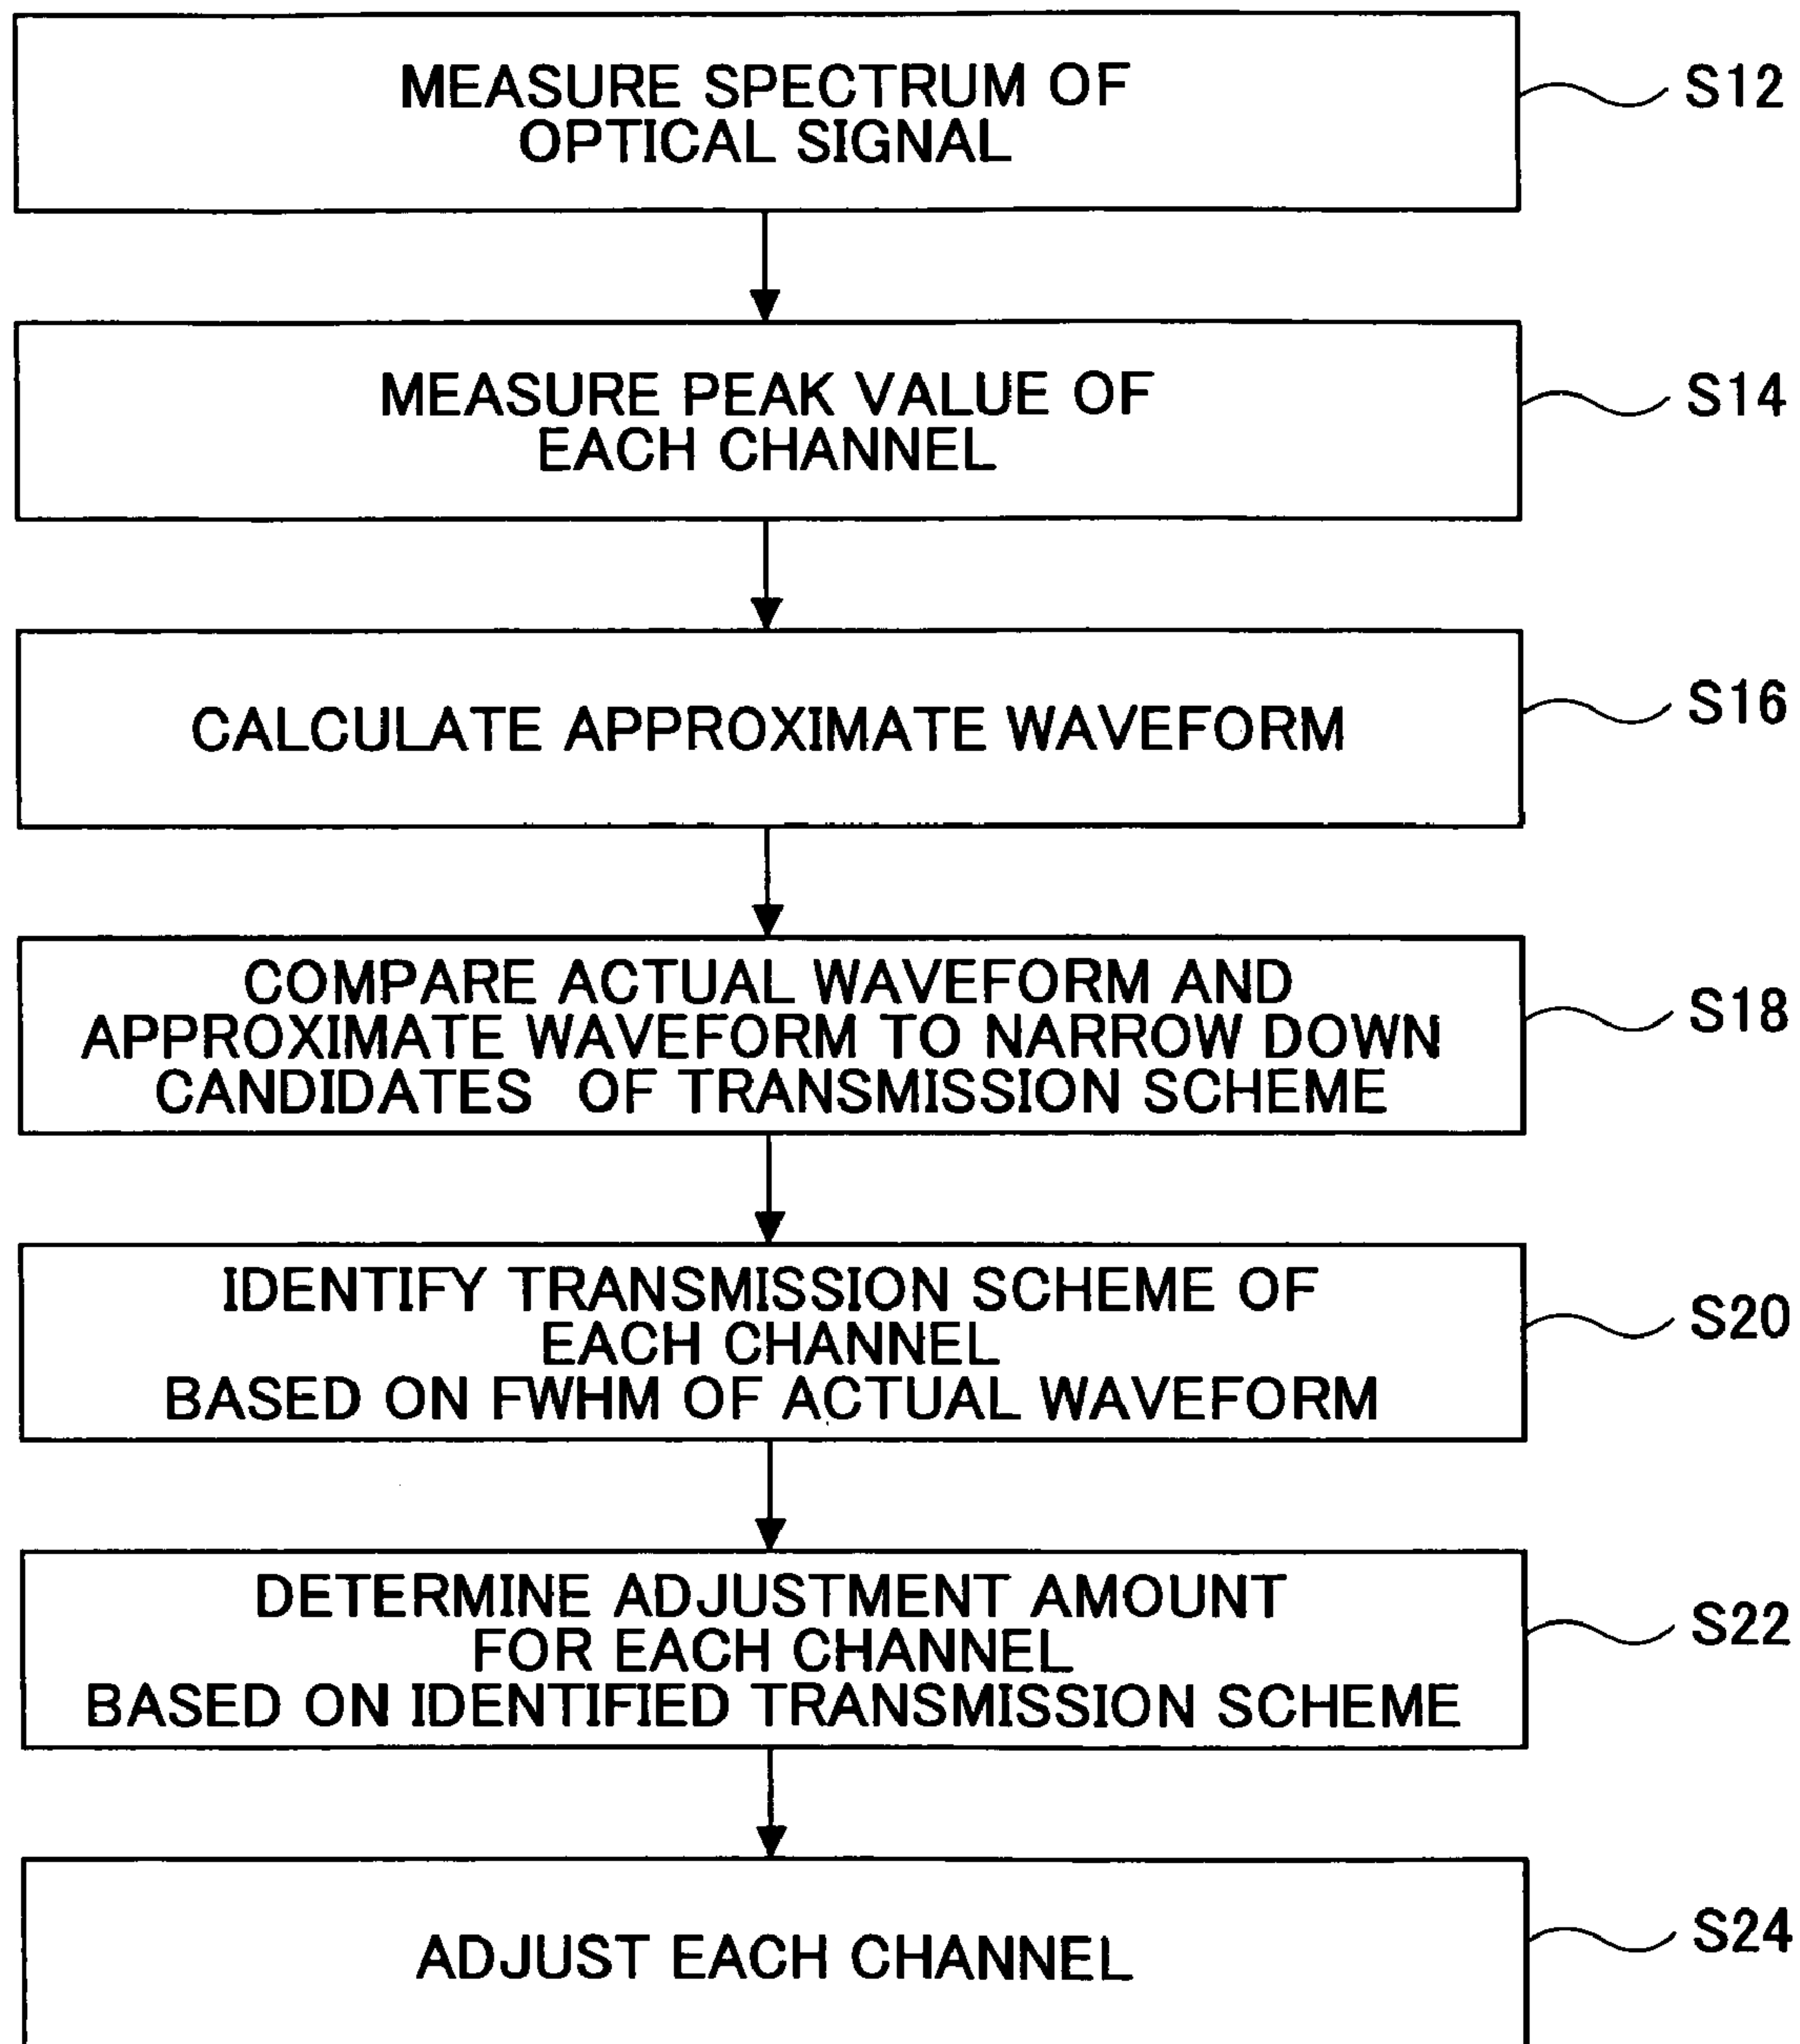 MEASURE SPECTRUM OF
OPTICAL SIGNAL
S12
MEASURE PEAK VALUE OF
EACH CHANNEL
S14
CALCULATE APPROXIMATE WAVEFORM
S16
COMPARE ACTUAL WAVEFORM AND
APPROXIMATE WAVEFORM TO NARROW DOWN
CANDIDATES OF TRANSMISSION SCHEME
S18
IDENTIFY TRANSMISSION SCHEME OF
EACH CHANNEL
BASED ON FWHM OF ACTUAL WAVEFORM
S20
DETERMINE ADJUSTMENT AMOUNT
FOR EACH CHANNEL
BASED ON IDENTIFIED TRANSMISSION SCHEME
S22
ADJUST EACH CHANNEL
S24